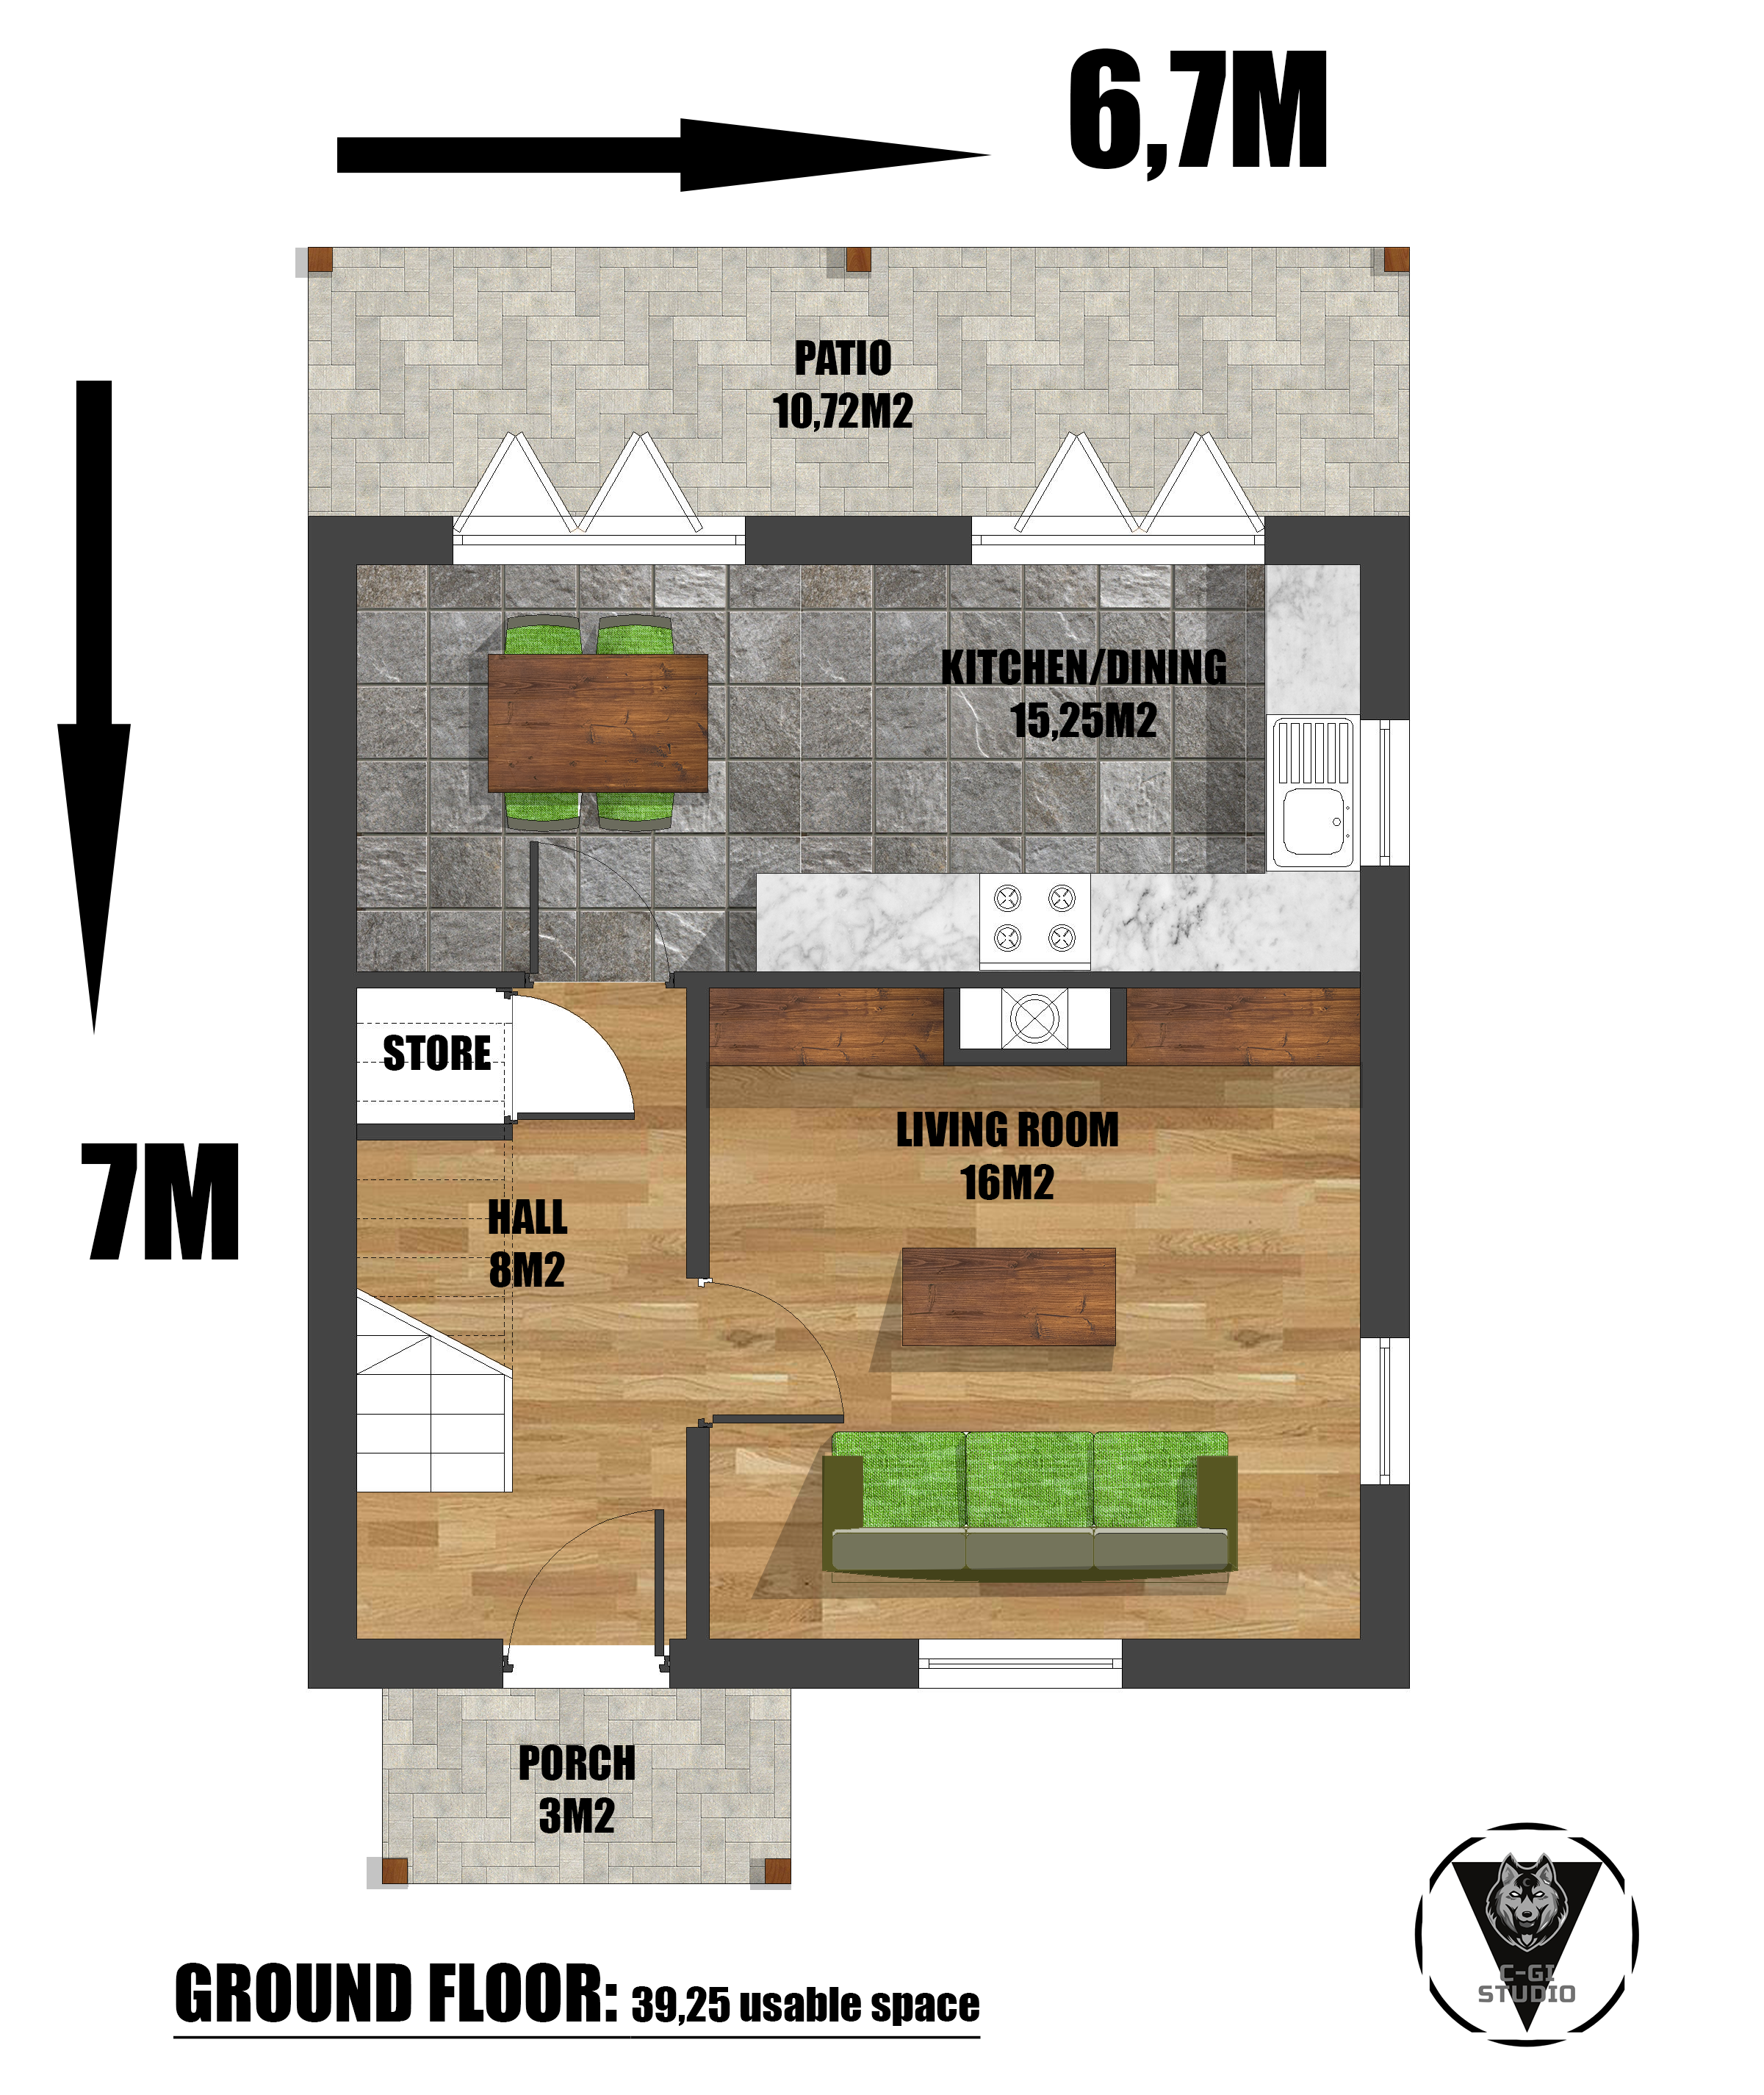 6,7M
PATIO
10,72M2
KITCHEN/DINING
15,25M2
STORE
LIVING ROOM
16M2
7M
HALL
8M2
PORCH
3M2
C-GI
STUDIO
GROUND FLOOR: 39,25 usable space